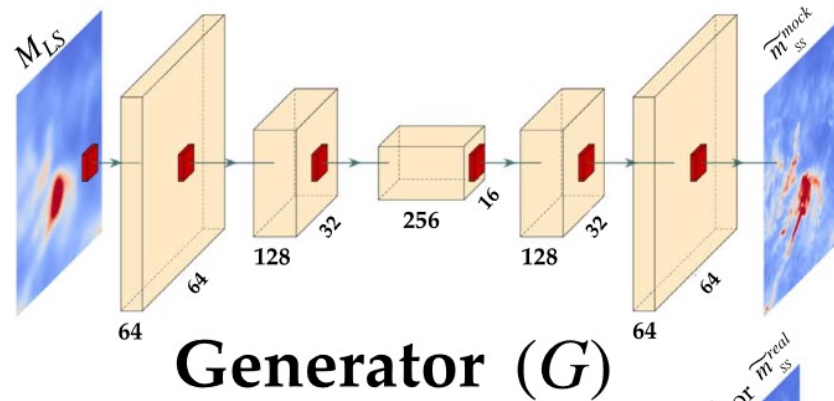 M_LS
m̃_ss^mock
64
64
128
32
256
16
128
32
64
64
Generator (G)
or m̃_ss^real